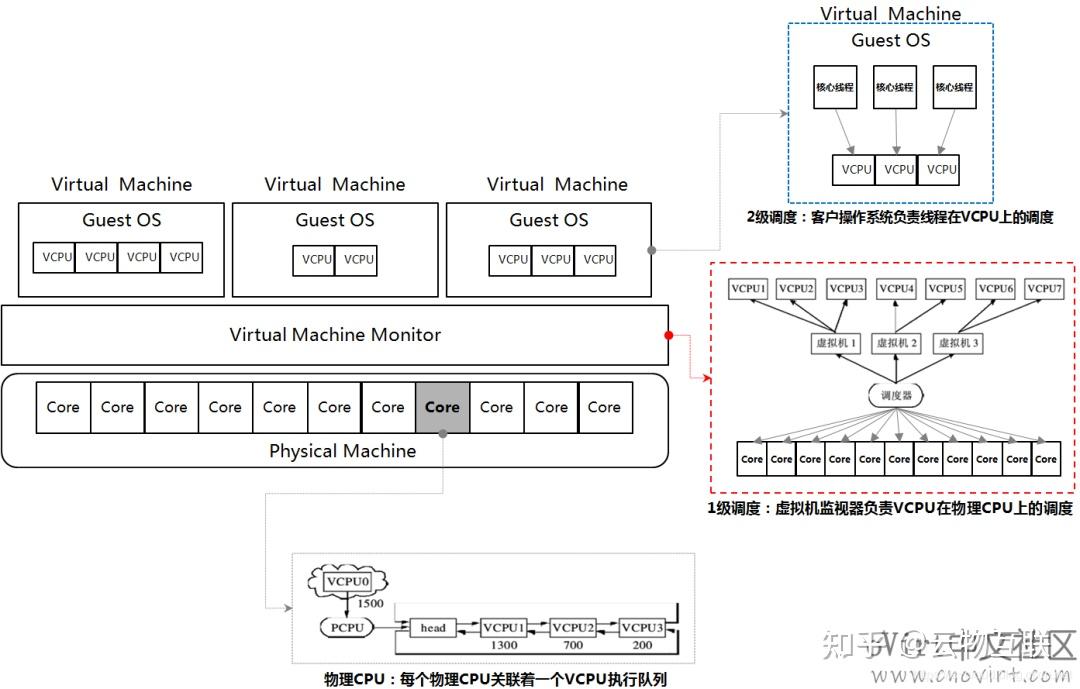 Virtual Machine
Guest OS
核心线程 核心线程 核心线程
VCPU VCPU VCPU
2级调度：客户操作系统负责线程在VCPU上的调度
Virtual Machine Virtual Machine Virtual Machine
Guest OS Guest OS Guest OS
VCPU VCPU VCPU VCPU VCPU VCPU VCPU VCPU VCPU
Virtual Machine Monitor
Core Core Core Core Core Core Core Core Core Core Core
Physical Machine
VCPU1 VCPU2 VCPU3 VCPU4 VCPU5 VCPU6 VCPU7
虚拟机 1 虚拟机 2 虚拟机 3
调度器
Core Core Core Core Core Core Core Core Core Core Core
1级调度：虚拟机监视器负责VCPU在物理CPU上的调度
VCPU0
1500
PCPU head VCPU1 VCPU2 VCPU3
1300 700 200
物理CPU：每个物理CPU关联着一个VCPU执行队列
知乎 @云物互联
www.cnovirt.com